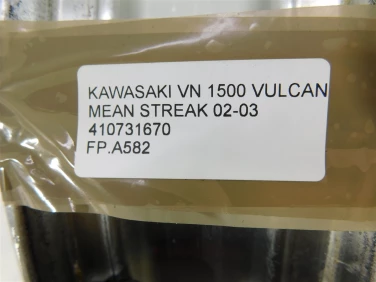 KAWASAKI VN 1500 VULCAN
MEAN STREAK 02-03
410731670
FP.A582